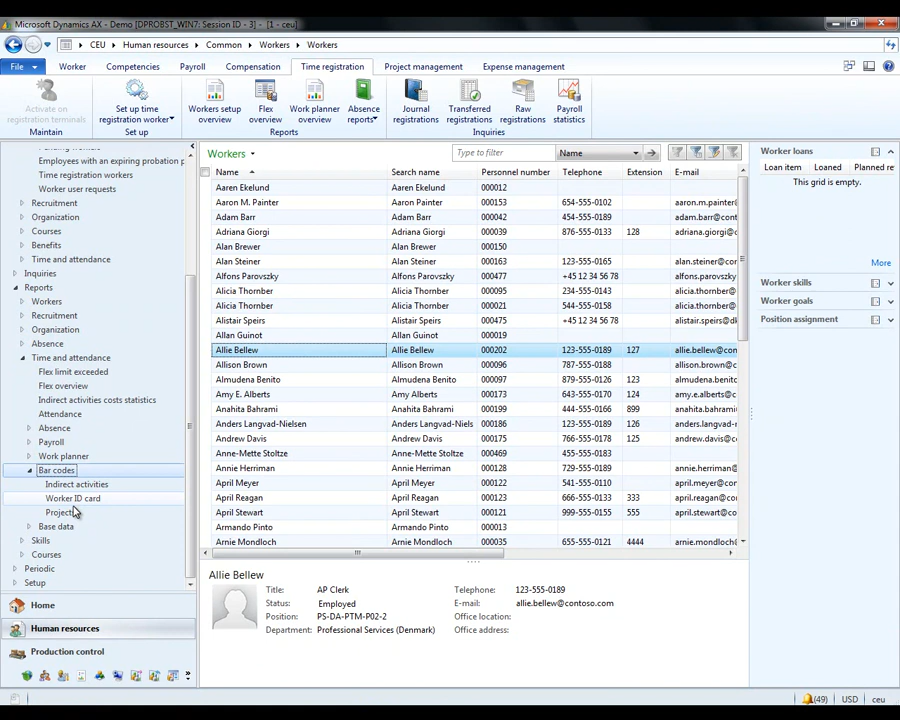 Microsoft Dynamics AX - Demo [DPROBST_WIN7: Session ID - 3] - [1 - ceu]
CEU Human resources Common Workers Workers
File Worker Competencies Payroll Compensation Time registration Project management Expense management
Activate on registration terminals
Set up time registration worker
Workers setup overview
Flex overview
Work planner overview
Absence reports
Journal registrations
Transferred registrations
Raw registrations
Payroll statistics
Maintain Set up Reports Inquiries
Employees with an expiring probation p
Time registration workers
Worker user requests
Recruitment
Organization
Courses
Benefits
Time and attendance
Inquiries
Reports
Workers
Recruitment
Organization
Absence
Time and attendance
Flex limit exceeded
Flex overview
Indirect activities costs statistics
Attendance
Absence
Payroll
Work planner
Bar codes
Indirect activities
Worker ID card
Base data
Skills
Courses
Periodic
Setup
Home
Human resources
Production control
Workers
Type to filter Name
Name Search name Personnel number Telephone Extension E-mail
Aaren Ekelund Aaren Ekelund 000012
Aaron M. Painter Aaron Painter 000153 654-555-0102 aaron.m.painter
Adam Barr Adam Barr 000042 454-555-0189 adam.barr@cont
Adriana Giorgi Adriana Giorgi 000039 876-555-0133 128 adriana.giorgi@
Alan Brewer Alan Brewer 000150
Alan Steiner Alan Steiner 000163 123-555-0165 alan.steiner@co
Alfons Parovszky Alfons Parovszky 000477 +45 12 34 56 78 alfons.parovszk
Alicia Thornber Alicia Thornber 000095 234-555-0143 alicia.thornber@
Alicia Thornber Alicia Thornber 000021 544-555-0158 alicia.thornber@
Alistair Speirs Alistair Speirs 000073 +45 12 34 56 78 alistair.speirs@d
Allan Guinot Allan Guinot 000019
Allie Bellew Allie Bellew 000202 123-555-0189 127 allie.bellew@con
Allison Brown Allison Brown 000096 787-555-0188 allison.brown@c
Almudena Benito Almudena Benito 000097 879-555-0126 123 almudena.benito
Amy E. Alberts Amy E. Alberts 000173 643-555-0170 124 amy.e.alberts@c
Anahita Bahrami Anahita Bahrami 000199 444-555-0166 899 anahita.bahrami
Anders Langvad-Nielsen Anders Langvad-Niels 000186 123-555-0129 123 anders.langvad-
Andrew Davis Andrew Davis 000178 766-555-0178 125 andrew.davis@c
Anne-Mette Stoltze Anne-Mette Stoltze 000469 455-555-0183
Annie Herriman Annie Herriman 000128 729-555-0189 annie.herriman@
April Meyer April Meyer 000023 563-555-0179 april.meyer@con
April Reagan April Reagan 000098 123-555-0136 333 april.reagan@co
April Stewart April Stewart 000121 999-555-0155 555 april.stewart@co
Armando Pinto Armando Pinto 000027
Arnie Mondloch Arnie Mondloch 000035 655-555-0121 4444 arnie.mondloch@
Allie Bellew
Title: AP Clerk Telephone: 123-555-0189
Status: Employed E-mail: allie.bellew@contoso.com
Position: PS-DA-PTM-P02-2 Office location:
Department: Professional Services (Denmark) Office address:
Worker loans
Loan item Loaned Planned re
This grid is empty.
More
Worker skills
Worker goals
Position assignment
(49) USD ceu